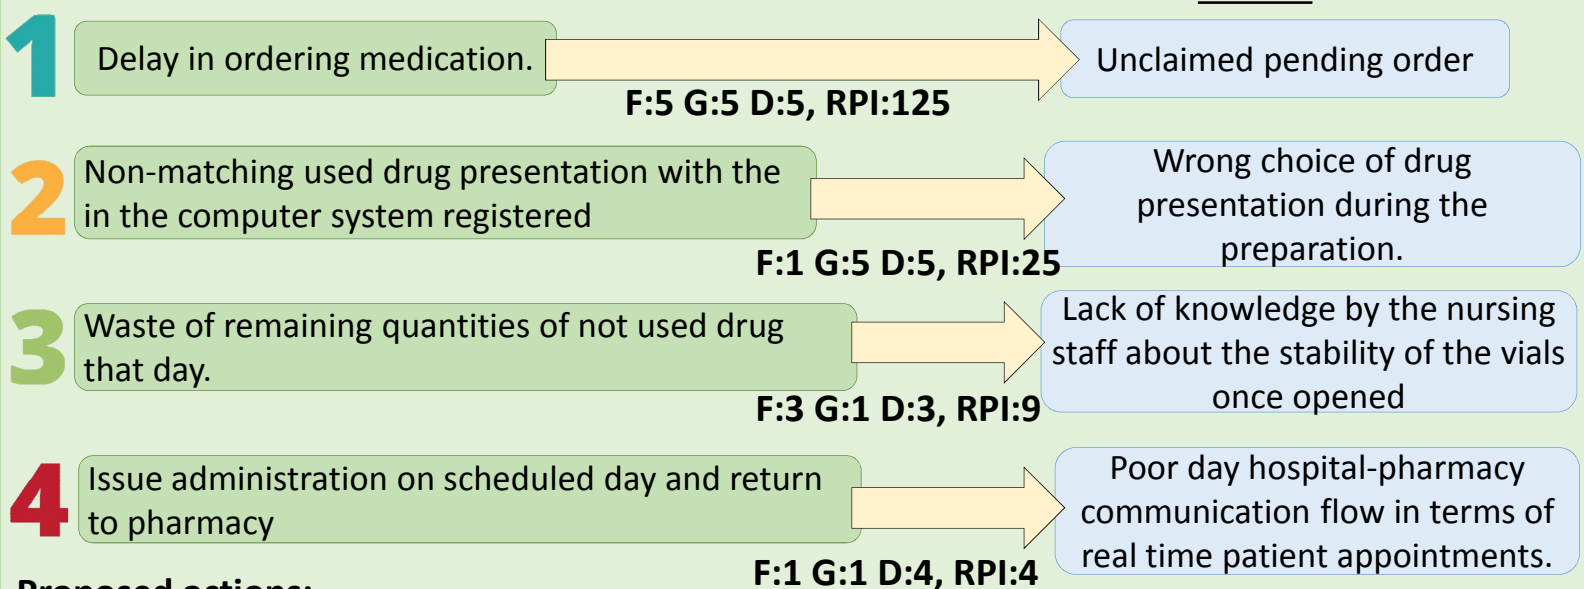 1
Delay in ordering medication.
Unclaimed pending order
F:5 G:5 D:5, RPI:125
2
Non-matching used drug presentation with the
in the computer system registered
Wrong choice of drug
presentation during the
preparation.
F:1 G:5 D:5, RPI:25
3
Waste of remaining quantities of not used drug
that day.
Lack of knowledge by the nursing
staff about the stability of the vials
once opened
F:3 G:1 D:3, RPI:9
4
Issue administration on scheduled day and return
to pharmacy
Poor day hospital-pharmacy
communication flow in terms of
real time patient appointments.
F:1 G:1 D:4, RPI:4
Proposed actions: